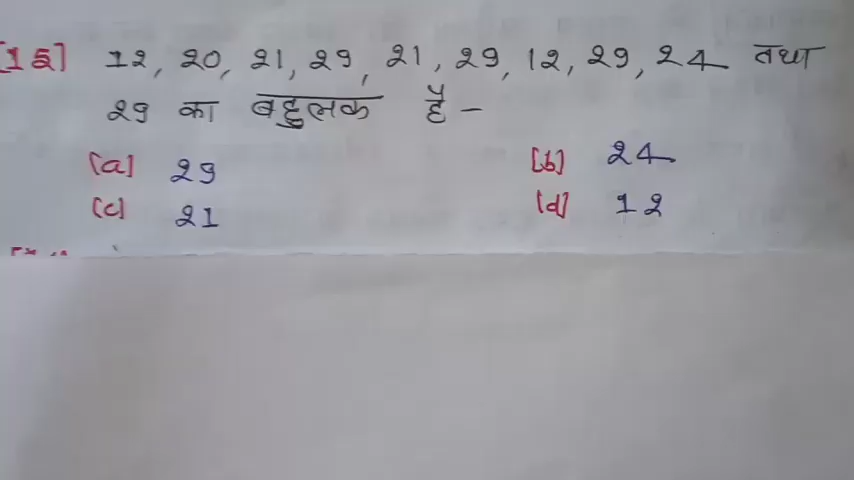 [15] 12, 20, 21, 29, 21, 29, 12, 29, 24 तथा
29 का बहुलक है -
(a) 29 (b) 24
(c) 21 (d) 12